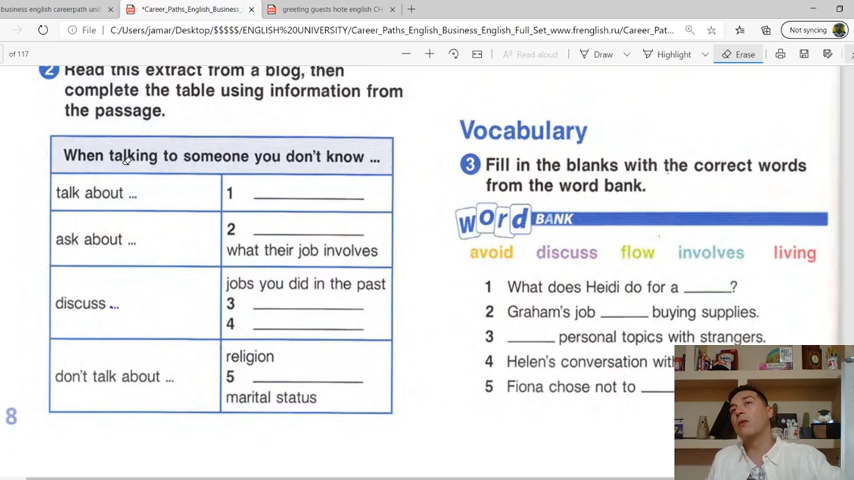 business english careerpath uni
*Career_Paths_English_Business_
greeting guests hote english CH
File
C:/Users/jamar/Desktop/$$$$$/ENGLISH%20UNIVERSITY/Career_Paths_English_Business_English_Full_Set_www.frenglish.ru/Career_Pat...
Not syncing
of 117
Read aloud
Draw
Highlight
Erase
2 Read this extract from a blog, then
complete the table using information from
the passage.
When talking to someone you don't know ...
talk about ...
1
ask about ...
2
what their job involves
discuss ...
jobs you did in the past
3
4
don't talk about ...
religion
5
marital status
8
Vocabulary
3 Fill in the blanks with the correct words
from the word bank.
word BANK
avoid discuss flow involves living
1 What does Heidi do for a ______?
2 Graham's job ______ buying supplies.
3 ______ personal topics with strangers.
4 Helen's conversation with
5 Fiona chose not to